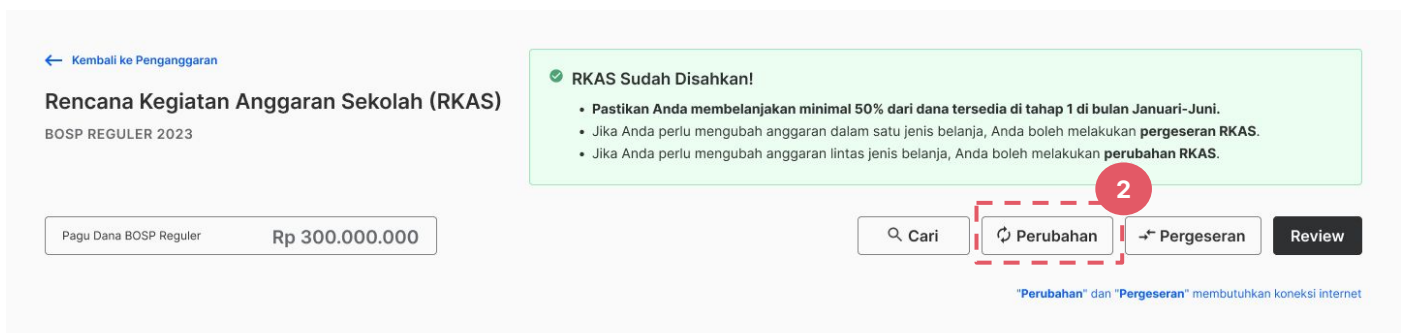 Kembali ke Penganggaran
Rencana Kegiatan Anggaran Sekolah (RKAS)
BOSP REGULER 2023
RKAS Sudah Disahkan!
• Pastikan Anda membelanjakan minimal 50% dari dana tersedia di tahap 1 di bulan Januari-Juni.
• Jika Anda perlu mengubah anggaran dalam satu jenis belanja, Anda boleh melakukan pergeseran RKAS.
• Jika Anda perlu mengubah anggaran lintas jenis belanja, Anda boleh melakukan perubahan RKAS.
2
Pagu Dana BOSP Reguler Rp 300.000.000
Cari Perubahan Pergeseran Review
"Perubahan" dan "Pergeseran" membutuhkan koneksi internet